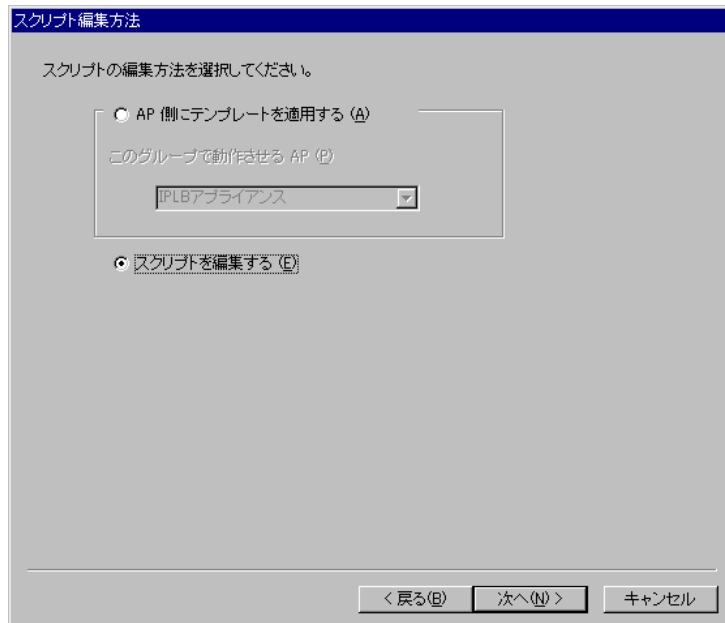 スクリプト編集方法
スクリプトの編集方法を選択してください。
AP 側にテンプレートを適用する (A)
このグループで動作させる AP (P)
IPLBアプライアンス
スクリプトを編集する (E)
< 戻る(B)
次へ(N) >
キャンセル